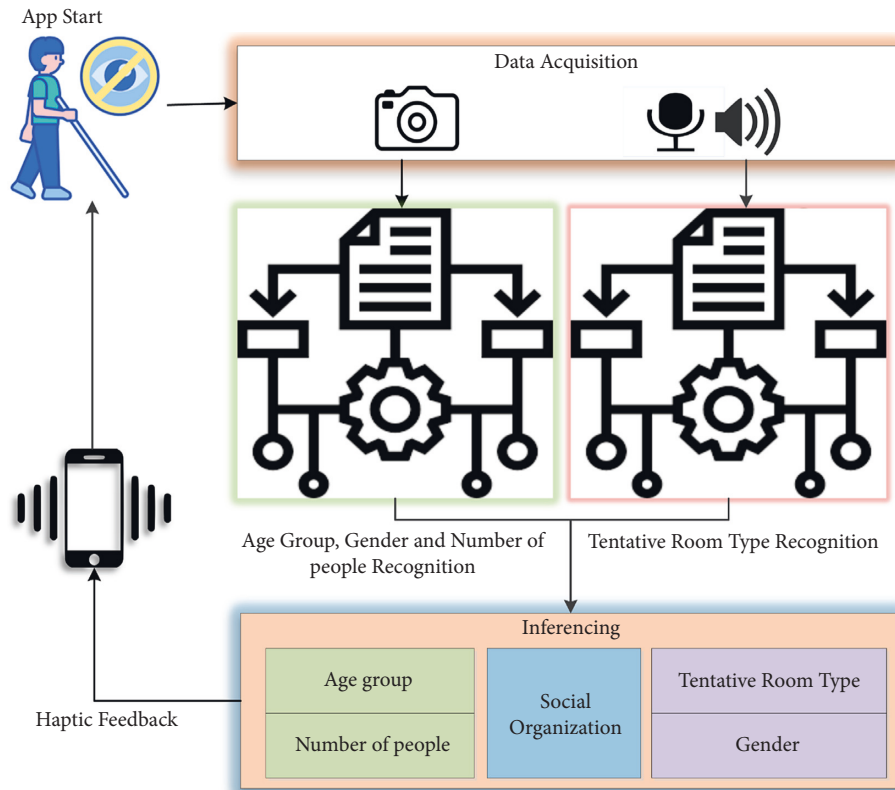 App Start
Data Acquisition
Age Group, Gender and Number of
people Recognition
Tentative Room Type Recognition
Inferencing
Age group
Number of people
Social
Organization
Tentative Room Type
Gender
Haptic Feedback